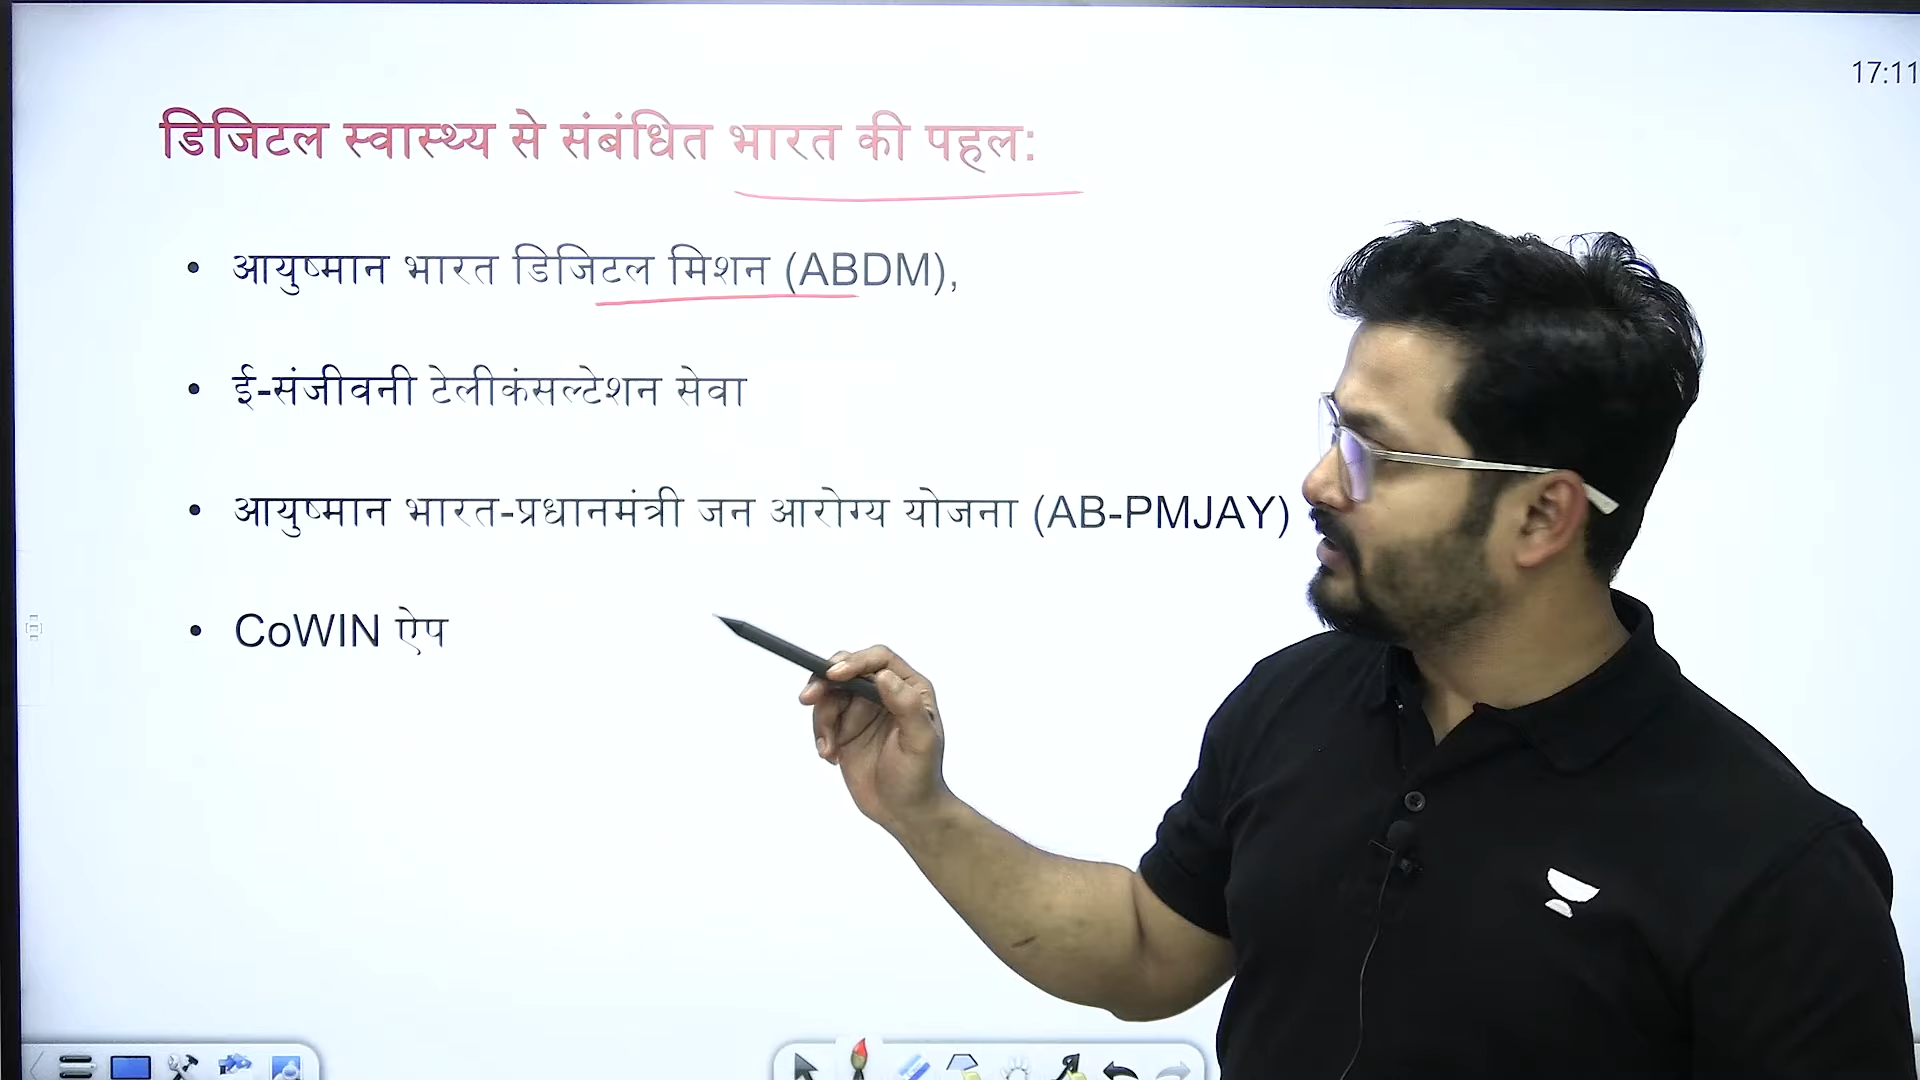 17:11
डिजिटल स्वास्थ्य से संबंधित भारत की पहल:
• आयुष्मान भारत डिजिटल मिशन (ABDM),
• ई-संजीवनी टेलीकंसल्टेशन सेवा
• आयुष्मान भारत-प्रधानमंत्री जन आरोग्य योजना (AB-PMJAY)
• CoWIN ऐप